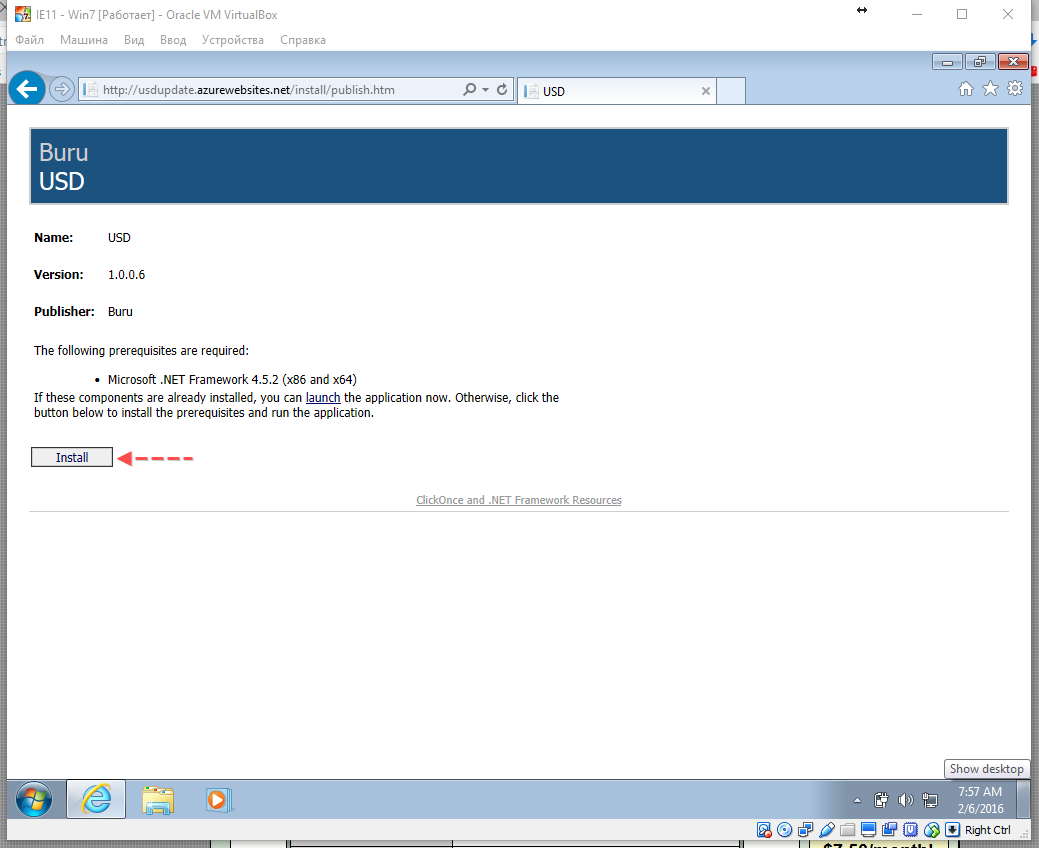 IE11 - Win7 [Работает] - Oracle VM VirtualBox
Файл Машина Вид Ввод Устройства Справка
http://usdupdate.azurewebsites.net/install/publish.htm
USD
Buru
USD
Name: USD
Version: 1.0.0.6
Publisher: Buru
The following prerequisites are required:
• Microsoft .NET Framework 4.5.2 (x86 and x64)
If these components are already installed, you can launch the application now. Otherwise, click the
button below to install the prerequisites and run the application.
Install
ClickOnce and .NET Framework Resources
Show desktop
7:57 AM
2/6/2016
Right Ctrl